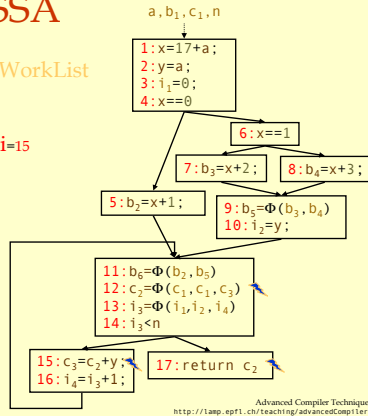 SSA
a,b₁,c₁,n
WorkList
i=15
1:x=17+a;
2:y=a;
3:i₁=0;
4:x==0
6:x==1
7:b₃=x+2;
8:b₄=x+3;
5:b₂=x+1;
9:b₅=Φ(b₃,b₄)
10:i₂=y;
11:b₆=Φ(b₂,b₅)
12:c₂=Φ(c₁,c₁,c₃)
13:i₃=Φ(i₁,i₂,i₄)
14:i₃<n
15:c₃=c₂+y;
16:i₄=i₃+1;
17:return c₂
Advanced Compiler Technique
http://lamp.epfl.ch/teaching/advancedCompiler